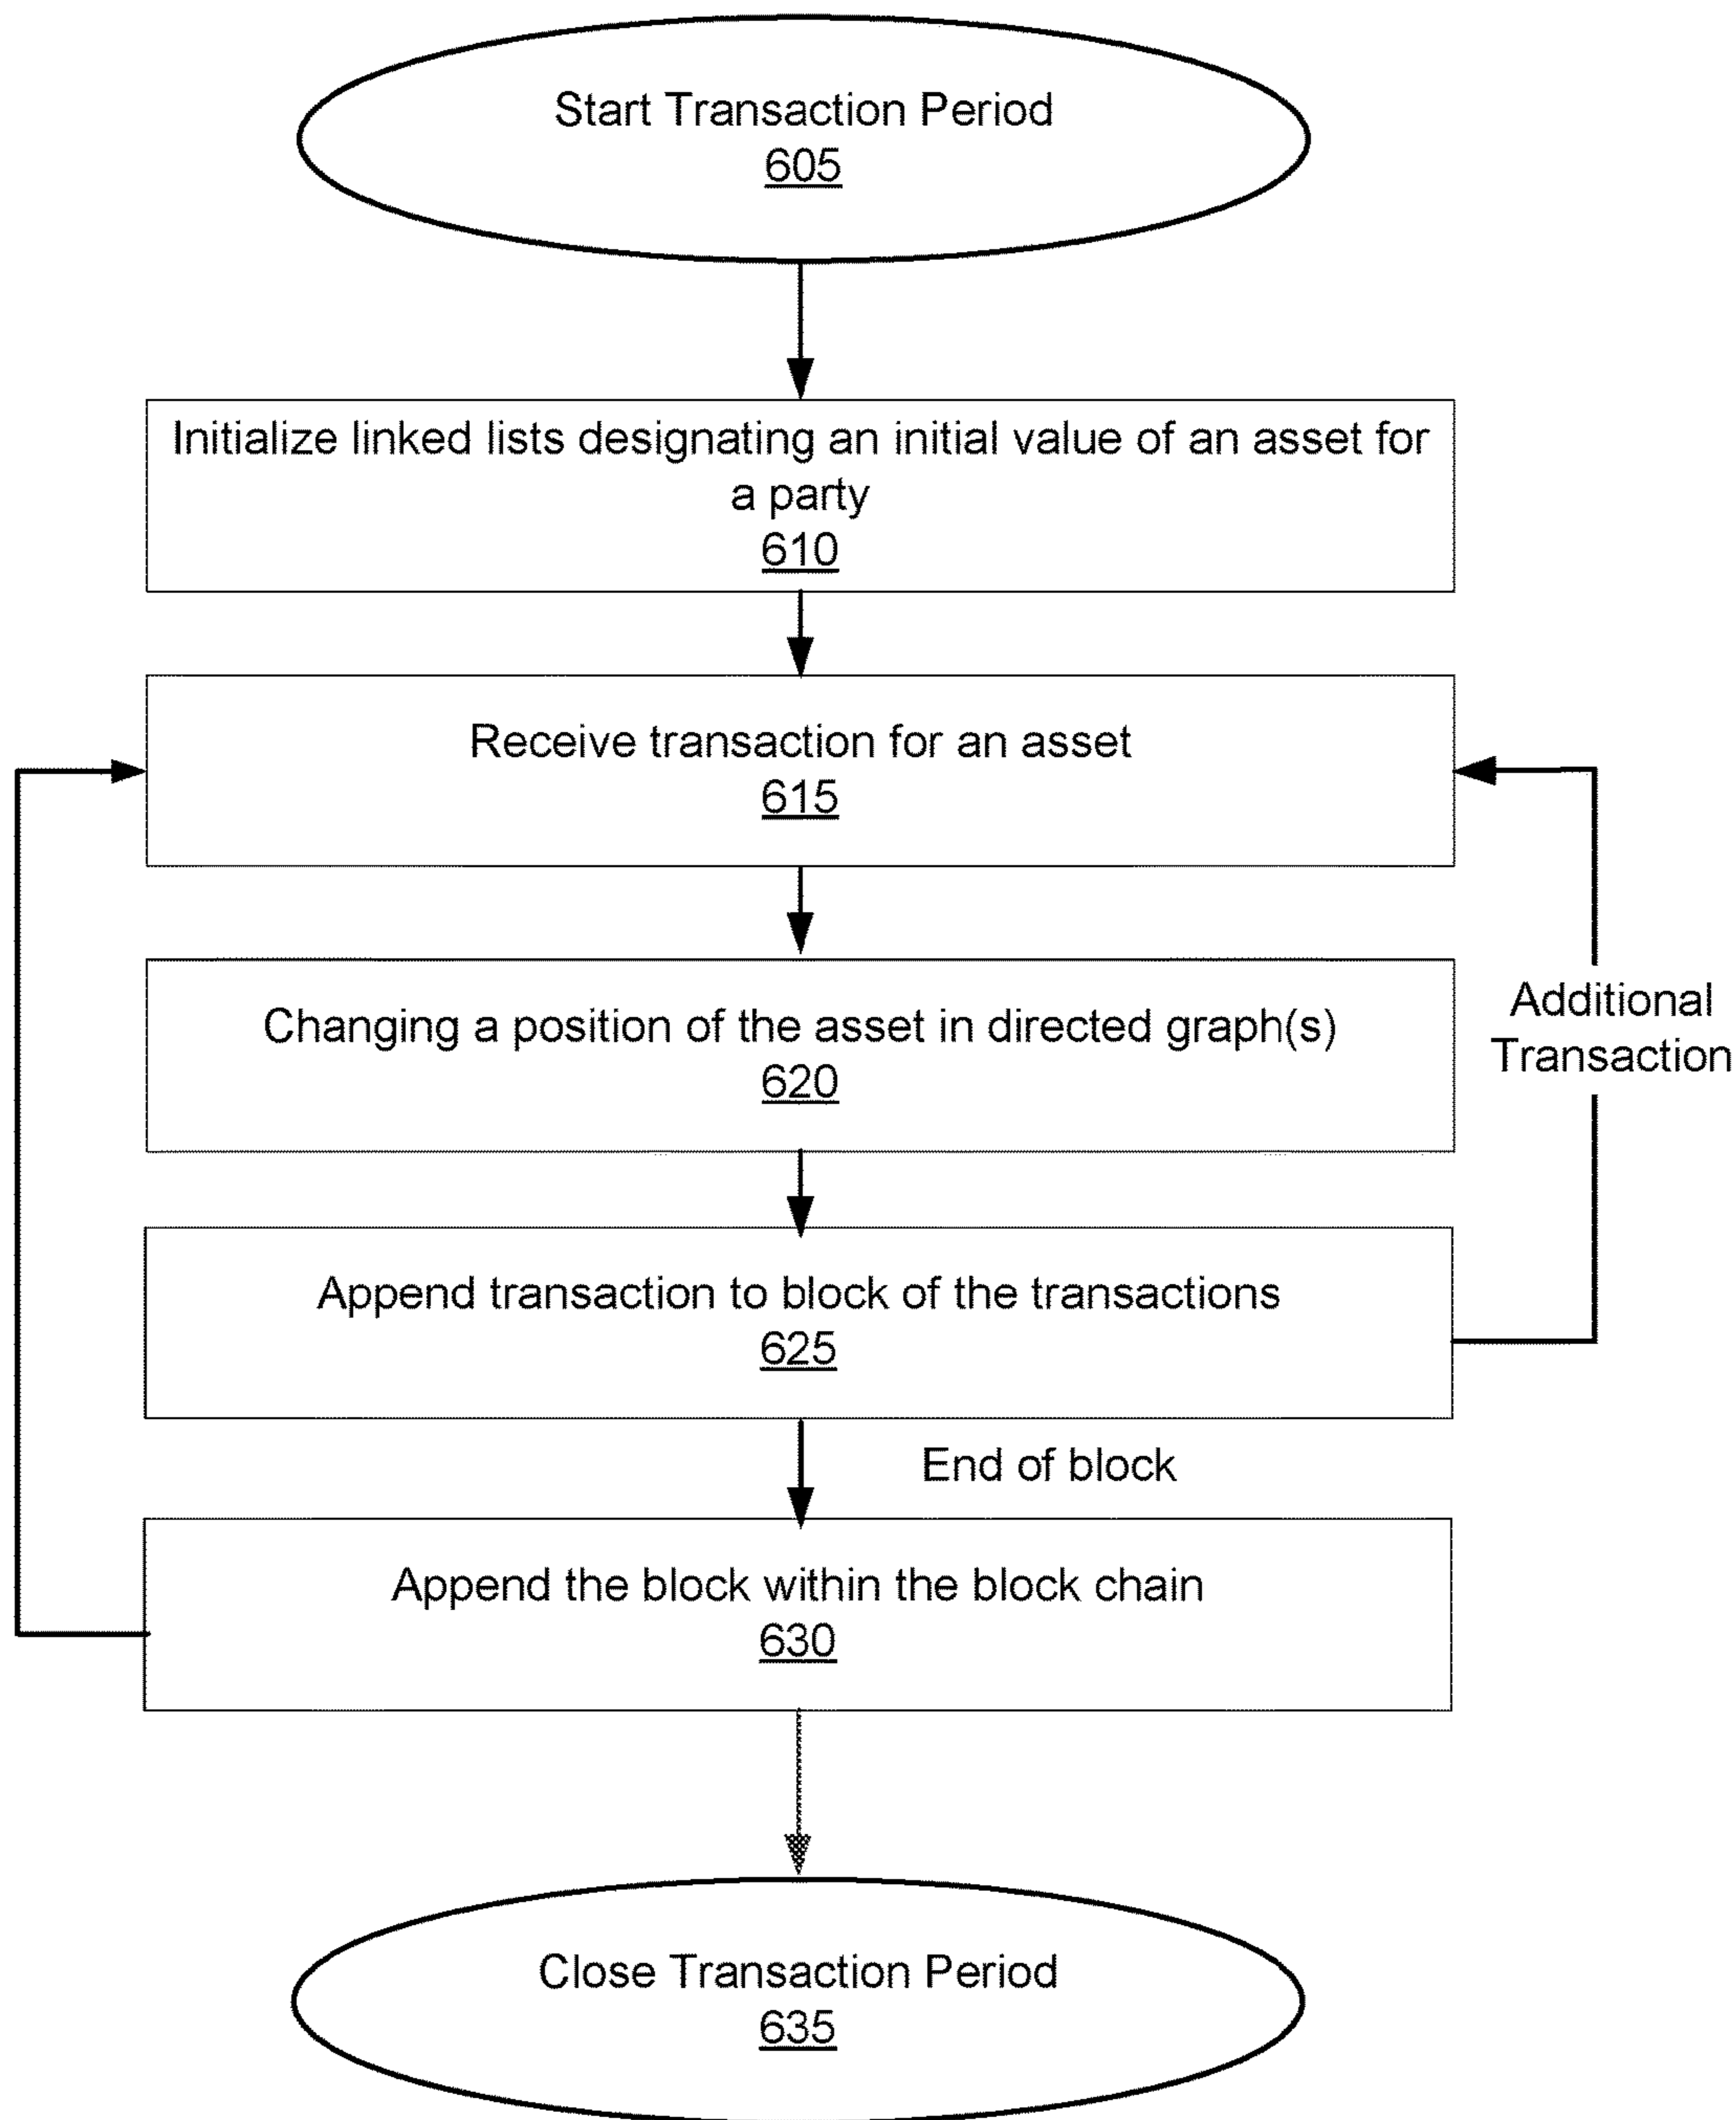 Start Transaction Period
605
Initialize linked lists designating an initial value of an asset for
a party
610
Receive transaction for an asset
615
Changing a position of the asset in directed graph(s)
620
Additional
Transaction
Append transaction to block of the transactions
625
End of block
Append the block within the block chain
630
Close Transaction Period
635